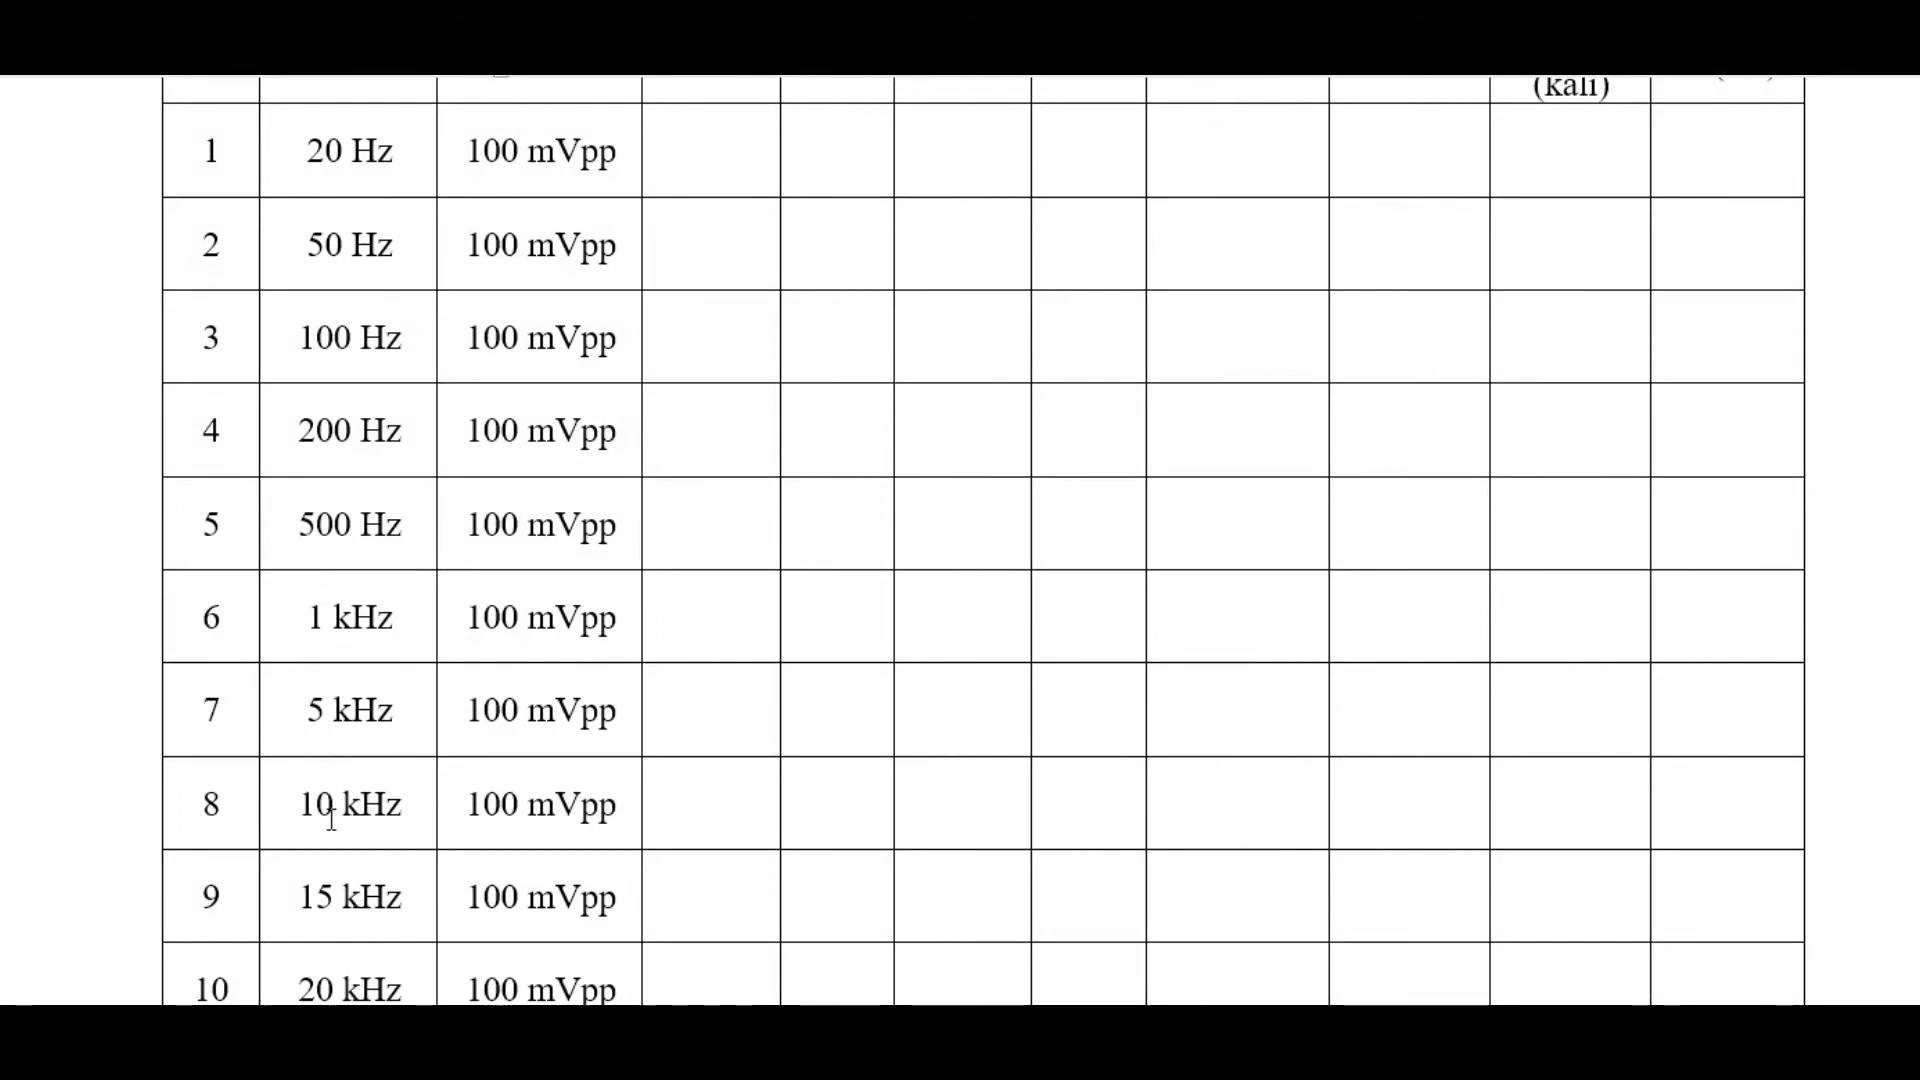 (kali)
1 20 Hz 100 mVpp
2 50 Hz 100 mVpp
3 100 Hz 100 mVpp
4 200 Hz 100 mVpp
5 500 Hz 100 mVpp
6 1 kHz 100 mVpp
7 5 kHz 100 mVpp
8 10 kHz 100 mVpp
9 15 kHz 100 mVpp
10 20 kHz 100 mVpp